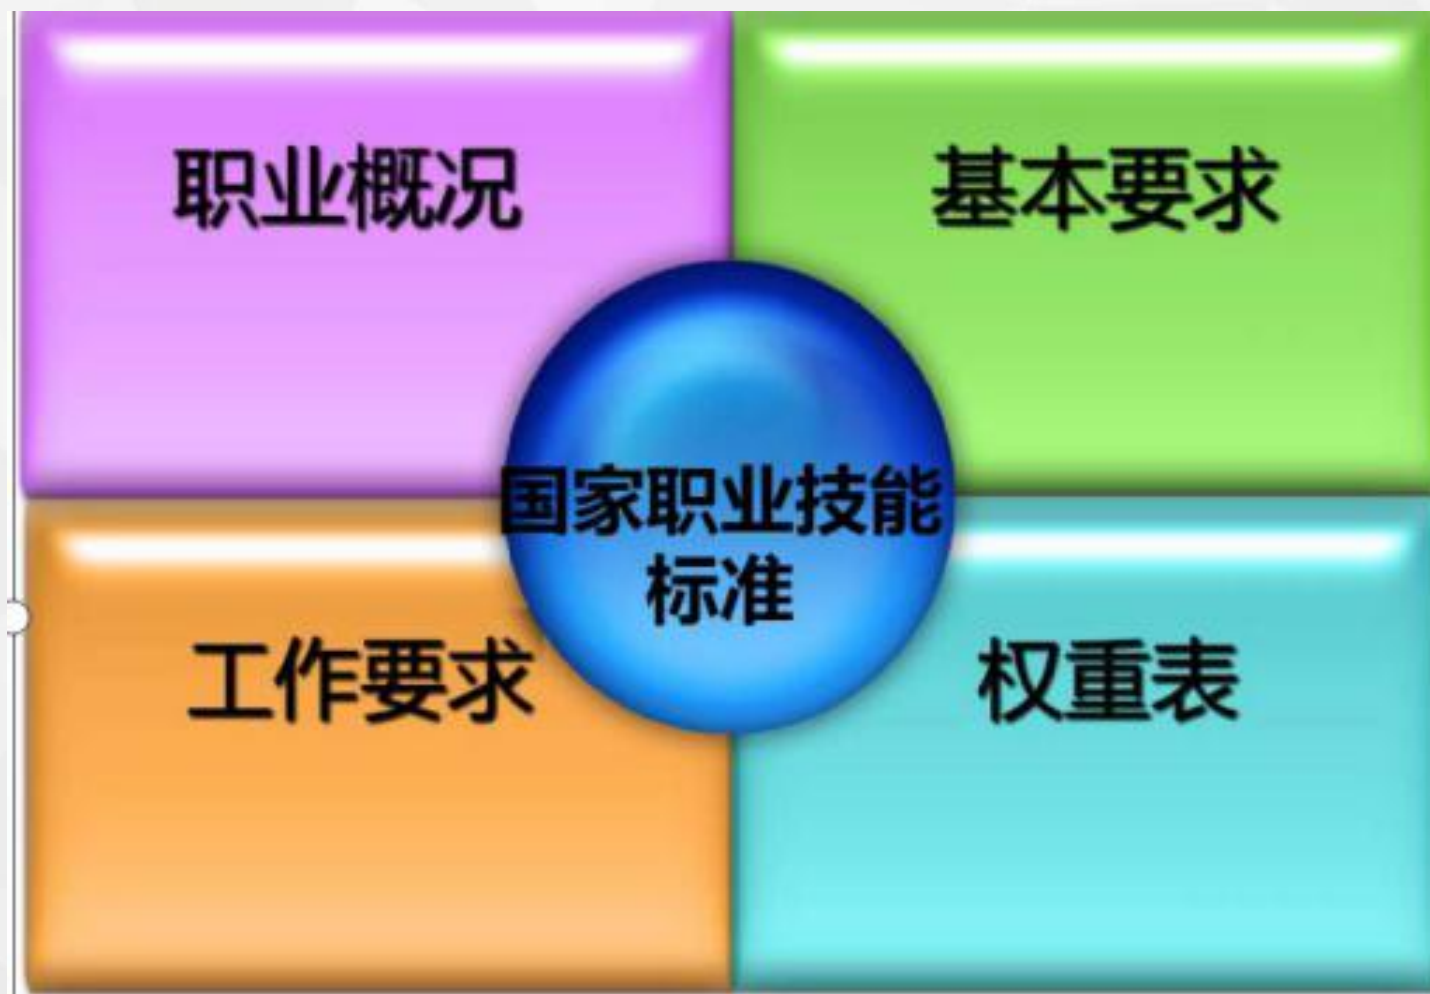 职业概况
基本要求
国家职业技能
标准
工作要求
权重表